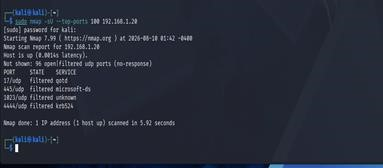 (kali㉿kali)-[~]
$ sudo nmap -sU --top-ports 100 192.168.1.20
[sudo] password for kali:
Starting Nmap 7.99 ( https://nmap.org ) at 2026-08-10 01:42 -0400
Nmap scan report for 192.168.1.20
Host is up (0.0014s latency).
Not shown: 96 open|filtered udp ports (no-response)
PORT STATE SERVICE
17/udp filtered qotd
445/udp filtered microsoft-ds
1023/udp filtered unknown
4444/udp filtered krb524
Nmap done: 1 IP address (1 host up) scanned in 5.92 seconds
(kali㉿kali)-[~]
$